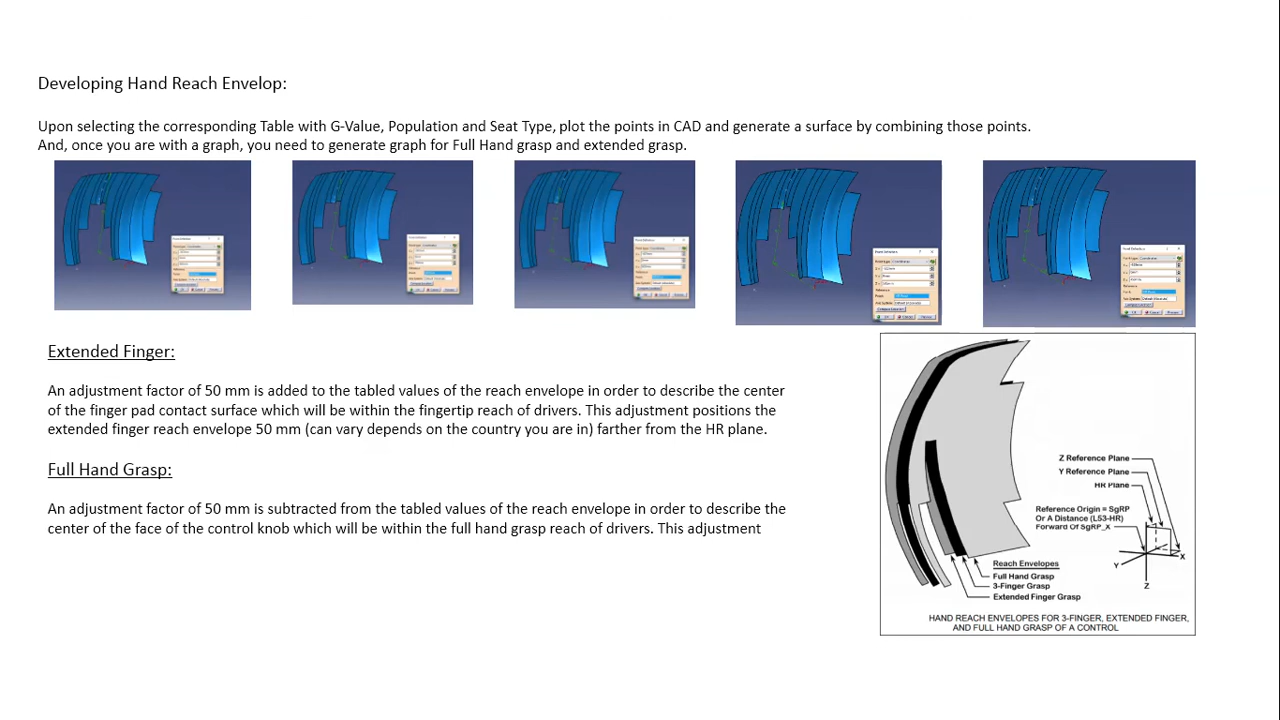 Developing Hand Reach Envelop:
Upon selecting the corresponding Table with G-Value, Population and Seat Type, plot the points in CAD and generate a surface by combining those points.
And, once you are with a graph, you need to generate graph for Full Hand grasp and extended grasp.
Extended Finger:
An adjustment factor of 50 mm is added to the tabled values of the reach envelope in order to describe the center
of the finger pad contact surface which will be within the fingertip reach of drivers. This adjustment positions the
extended finger reach envelope 50 mm (can vary depends on the country you are in) farther from the HR plane.
Full Hand Grasp:
An adjustment factor of 50 mm is subtracted from the tabled values of the reach envelope in order to describe the
center of the face of the control knob which will be with the full hand grasp reach of drivers. This adjustment
Z Reference Plane
Y Reference Plane
HR Plane
Reference Origin = SgRP
Or A Distance (L53-HR)
Forward Of SgRP_X
X
Y
Z
Reach Envelopes
Full Hand Grasp
3-Finger Grasp
Extended Finger Grasp
HAND REACH ENVELOPES FOR 3-FINGER, EXTENDED FINGER,
AND FULL HAND GRASP OF A CONTROL